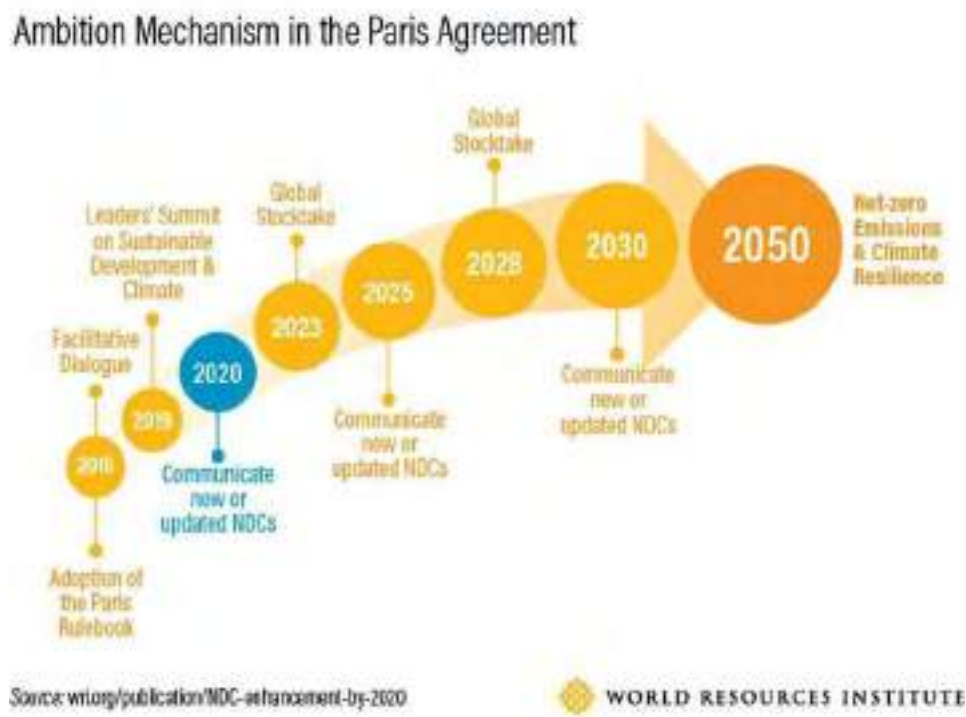 Ambition Mechanism in the Paris Agreement
Global
Stocktake
Global
Stocktake
Leaders' Summit
on Sustainable
Development &
Climate
Facilitative
Dialogue
2018
2019
2020
2023
2025
2028
2030
2050
Net-zero
Emissions
& Climate
Resilience
Communicate
new or
updated NDCs
Communicate
new or
updated NDCs
Communicate
new or
updated NDCs
Adoption of
the Paris
Rulebook
Source: wri.org/publication/NDC-enhancement-by-2020
WORLD RESOURCES INSTITUTE